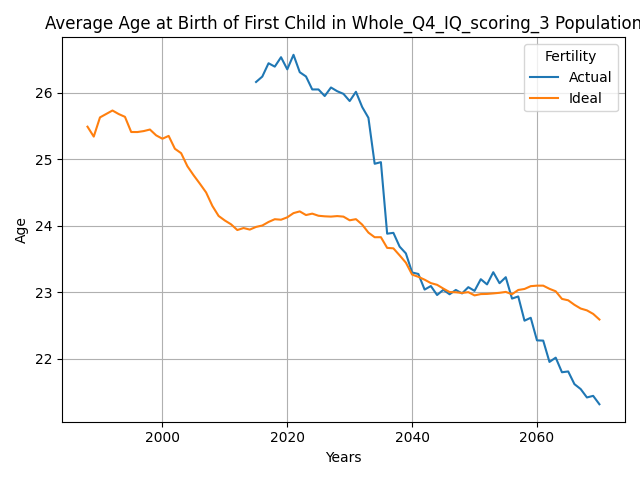 Average Age at Birth of First Child in Whole_Q4_IQ_scoring_3 Population
Fertility
Actual
Ideal
Age
26
25
24
23
22
2000
2020
2040
2060
Years